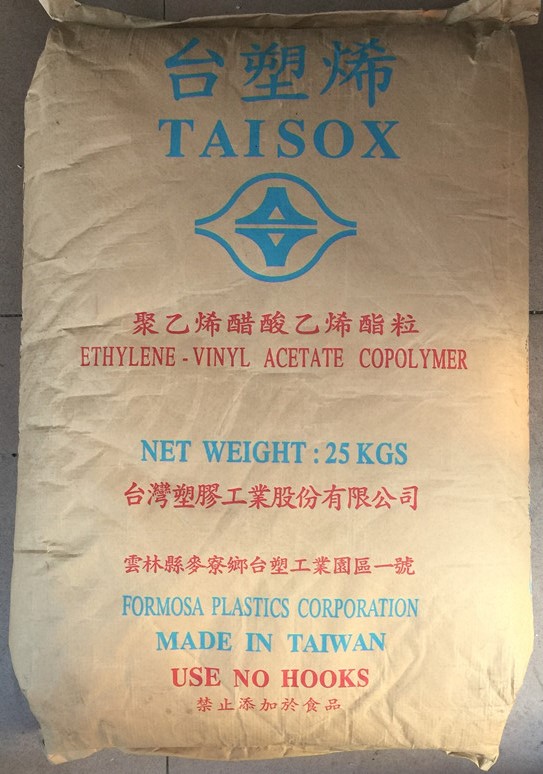 台塑烯
TAISOX
聚乙烯醋酸乙烯酯粒
ETHYLENE - VINYL ACETATE COPOLYMER
NET WEIGHT : 25 KGS
台灣塑膠工業股份有限公司
雲林縣麥寮鄉台塑工業園區一號
FORMOSA PLASTICS CORPORATION
MADE IN TAIWAN
USE NO HOOKS
禁止添加於食品